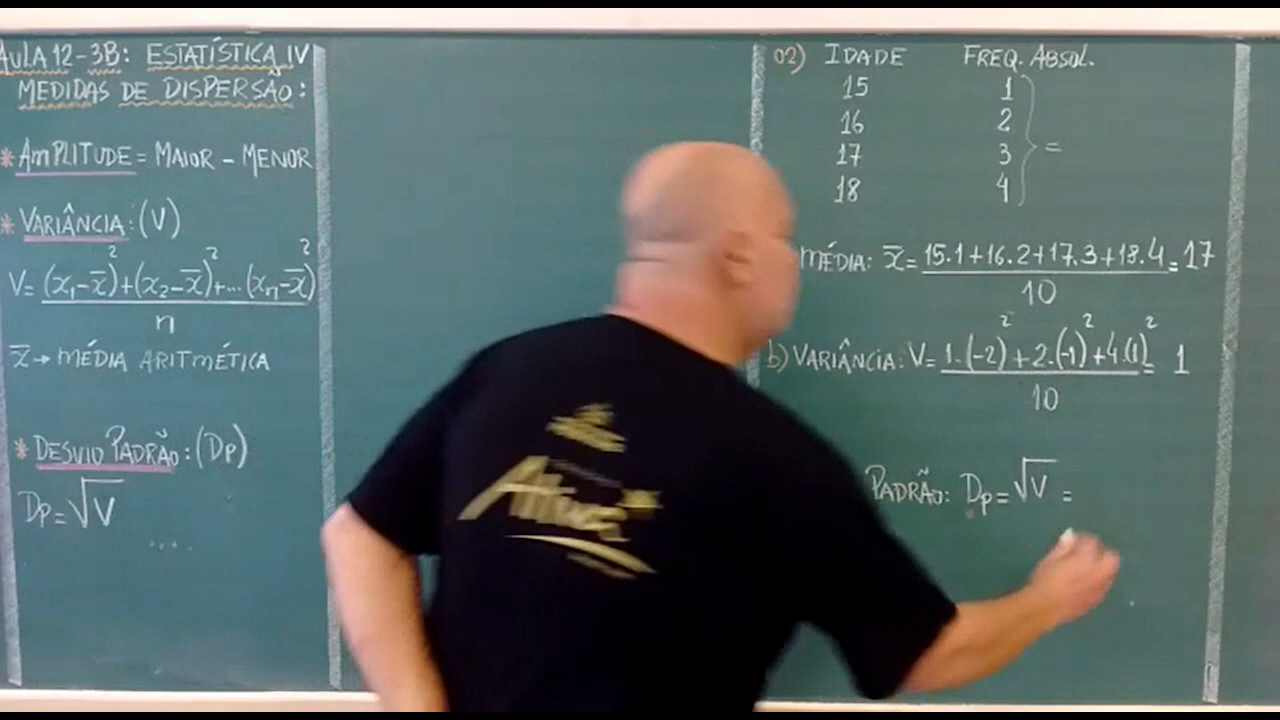 AULA 12-3B: ESTATÍSTICA IV
MEDIDAS DE DISPERSÃO:
* AMPLITUDE = MAIOR - MENOR
* VARIÂNCIA: (V)
V= (x₁-x̄)²+(x₂-x̄)²+...(xₙ-x̄)²
n
x̄→MÉDIA ARITMÉTICA
* DESVIO PADRÃO: (Dp)
Dp=√V
02) IDADE FREQ. ABSOL.
15 1
16 2
17 3
18 4
=
MÉDIA: x̄= 15.1+16.2+17.3+18.4 = 17
10
b) VARIÂNCIA: V= 1.(-2)²+2.(-1)²+4.(1)² = 1
10
PADRÃO: Dp=√V =